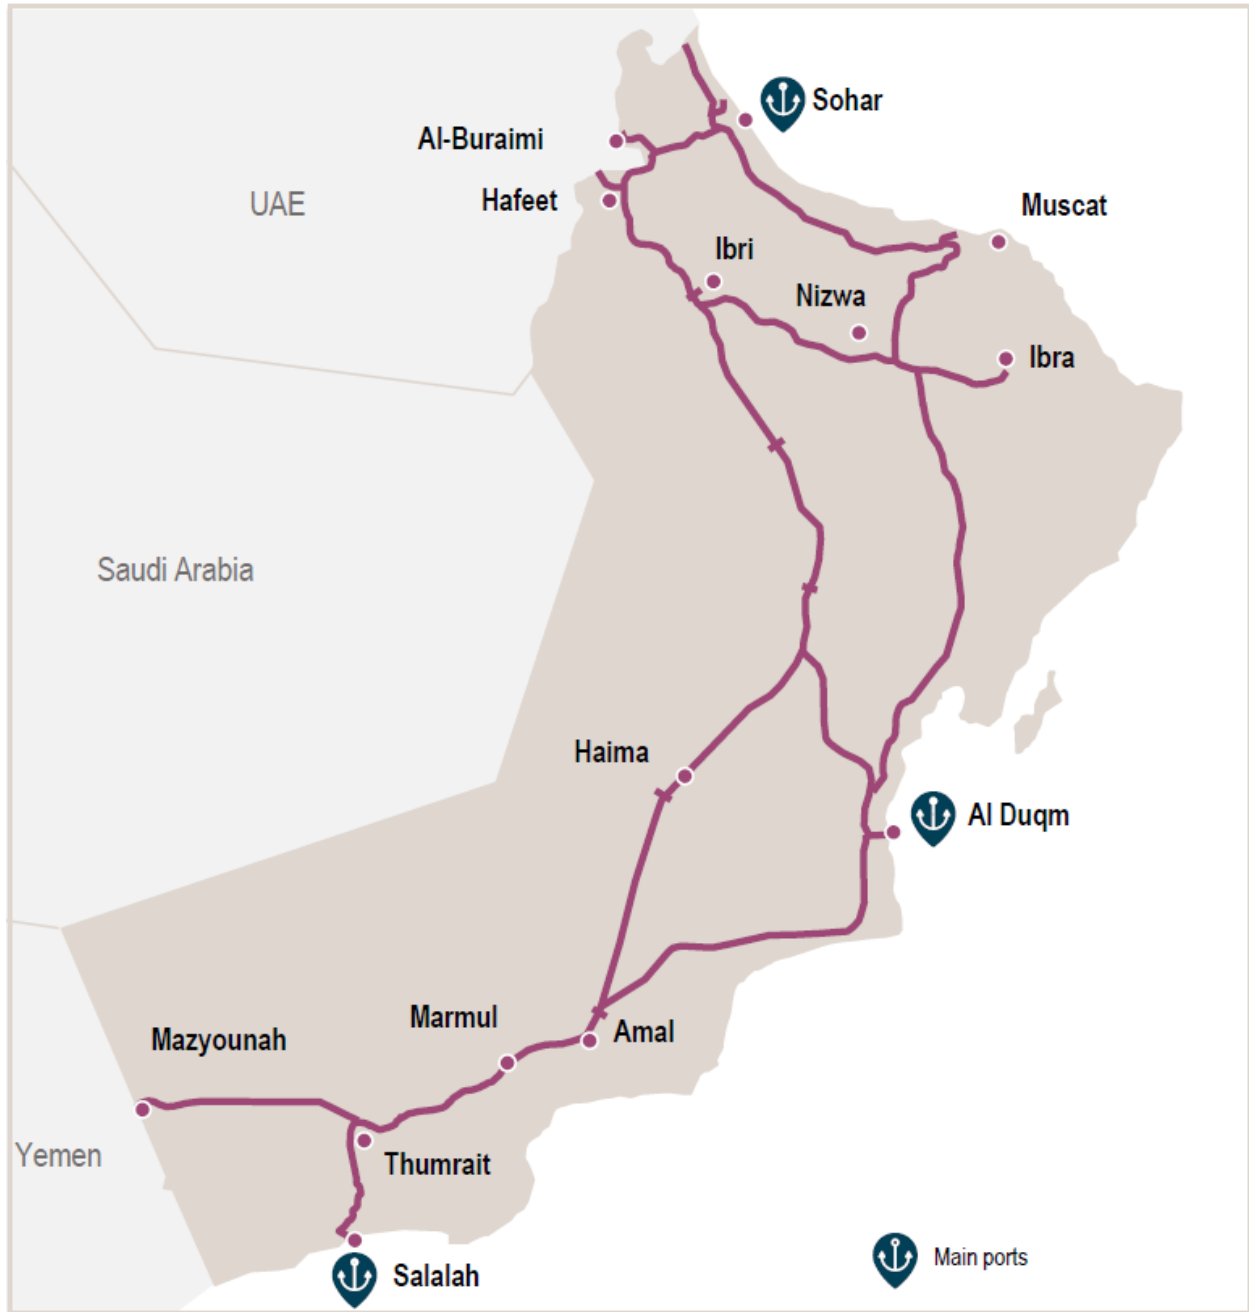 Sohar
Al-Buraimi
UAE
Hafeet
Muscat
Ibri
Nizwa
Ibra
Saudi Arabia
Haima
Al Duqm
Marmul
Amal
Mazyounah
Yemen
Thumrait
Main ports
Salalah